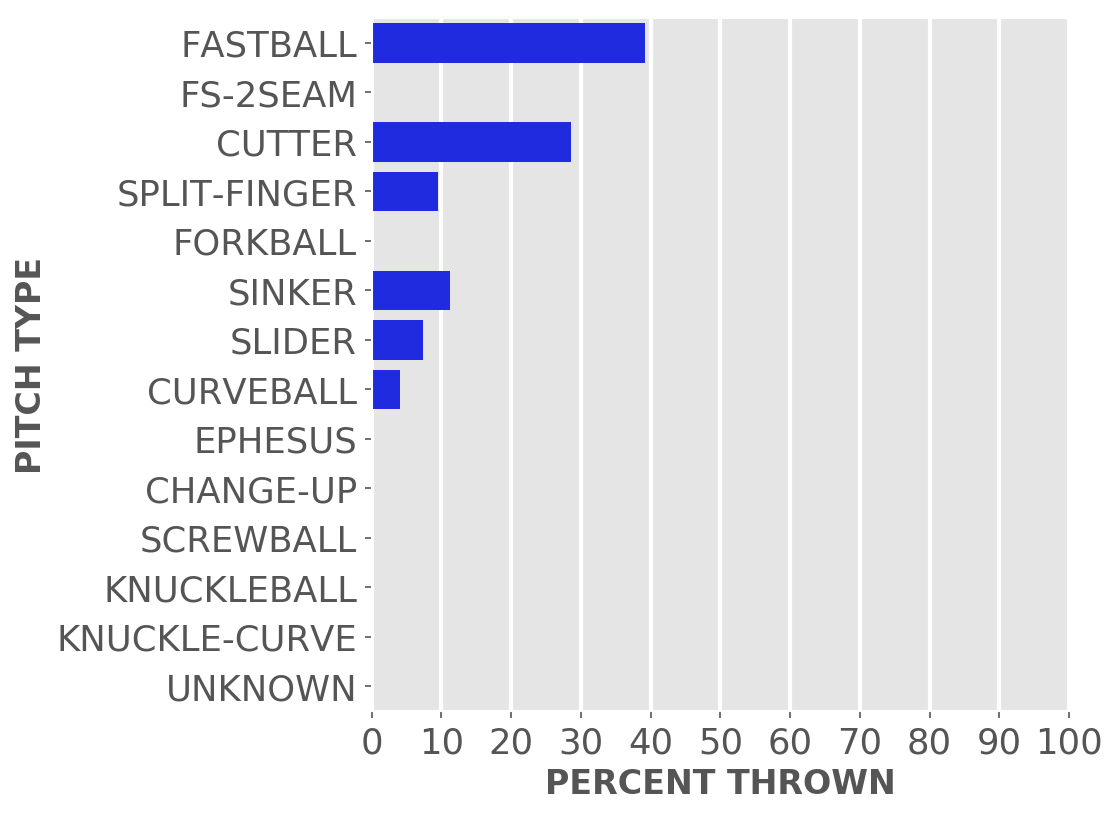 FASTBALL
FS-2SEAM
CUTTER
SPLIT-FINGER
FORKBALL
SINKER
SLIDER
CURVEBALL
EPHESUS
CHANGE-UP
SCREWBALL
KNUCKLEBALL
KNUCKLE-CURVE
UNKNOWN
PITCH TYPE
0 10 20 30 40 50 60 70 80 90 100
PERCENT THROWN